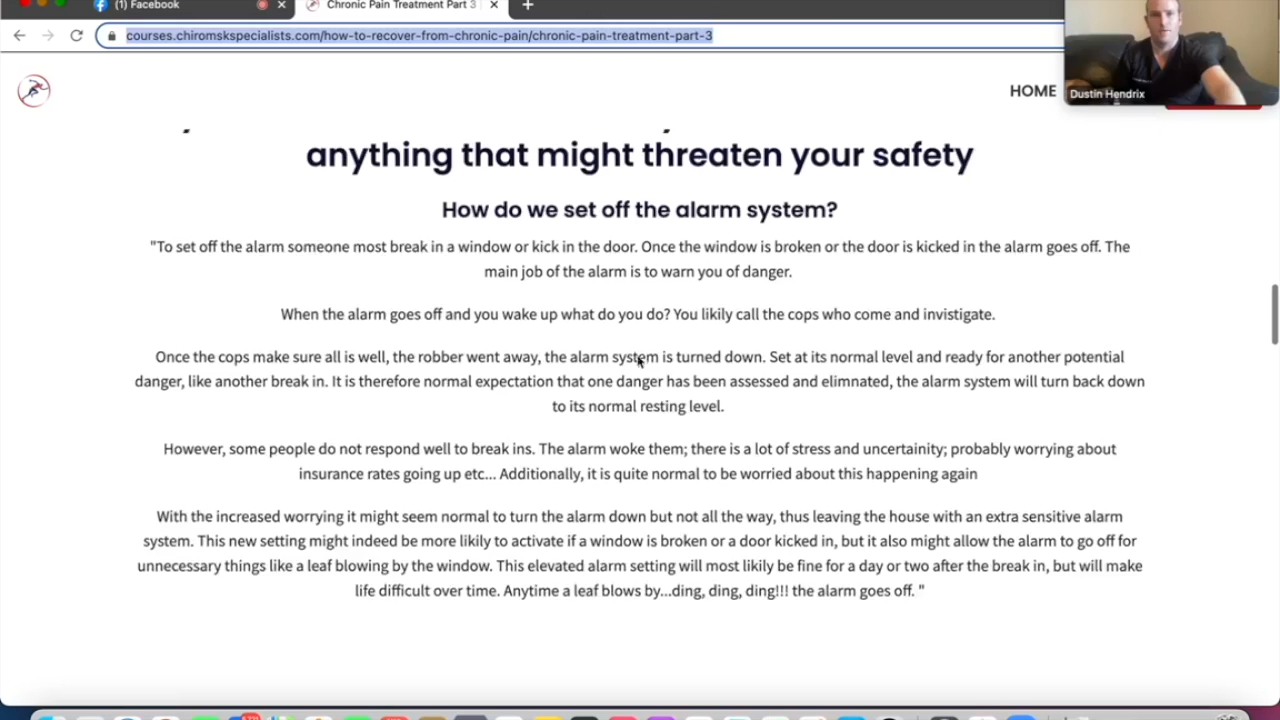 (1) Facebook
Chronic Pain Treatment Part 3
courses.chiromskspecialists.com/how-to-recover-from-chronic-pain/chronic-pain-treatment-part-3
Dustin Hendrix
HOME
anything that might threaten your safety
How do we set off the alarm system?
"To set off the alarm someone most break in a window or kick in the door. Once the window is broken or the door is kicked in the alarm goes off. The
main job of the alarm is to warn you of danger.
When the alarm goes off and you wake up what do you do? You likily call the cops who come and invistigate.
Once the cops make sure all is well, the robber went away, the alarm system is turned down. Set at its normal level and ready for another potential
danger, like another break in. It is therefore normal expectation that one danger has been assessed and elimnated, the alarm system will turn back down
to its normal resting level.
However, some people do not respond well to break ins. The alarm woke them; there is a lot of stress and uncertainity; probably worrying about
insurance rates going up etc... Additionally, it is quite normal to be worried about this happening again
With the increased worrying it might seem normal to turn the alarm down but not all the way, thus leaving the house with an extra sensitive alarm
system. This new setting might indeed be more likily to activate if a window is broken or a door kicked in, but it also might allow the alarm to go off for
unnecessary things like a leaf blowing by the window. This elevated alarm setting will most likily be fine for a day or two after the break in, but will make
life difficult over time. Anytime a leaf blows by...ding, ding, ding!!! the alarm goes off. "